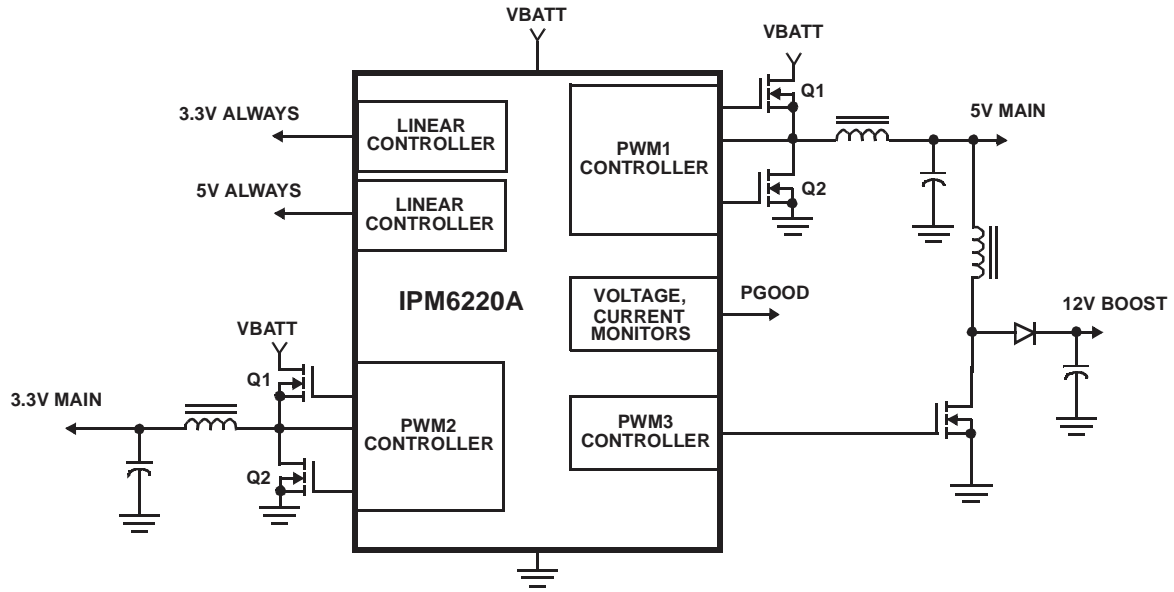 VBATT
VBATT
Q1
3.3V ALWAYS
LINEAR
CONTROLLER
PWM1
CONTROLLER
5V MAIN
5V ALWAYS
LINEAR
CONTROLLER
Q2
IPM6220A
VOLTAGE,
CURRENT
MONITORS
PGOOD
12V BOOST
VBATT
Q1
3.3V MAIN
PWM2
CONTROLLER
PWM3
CONTROLLER
Q2